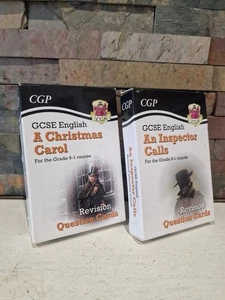 CGP
GCSE English
A Christmas
Carol
For the Grade 9-1 course
Revision
Question Cards
CGP
GCSE English
An Inspector
Calls
For the Grade 9-1 course
Revision
Question Cards